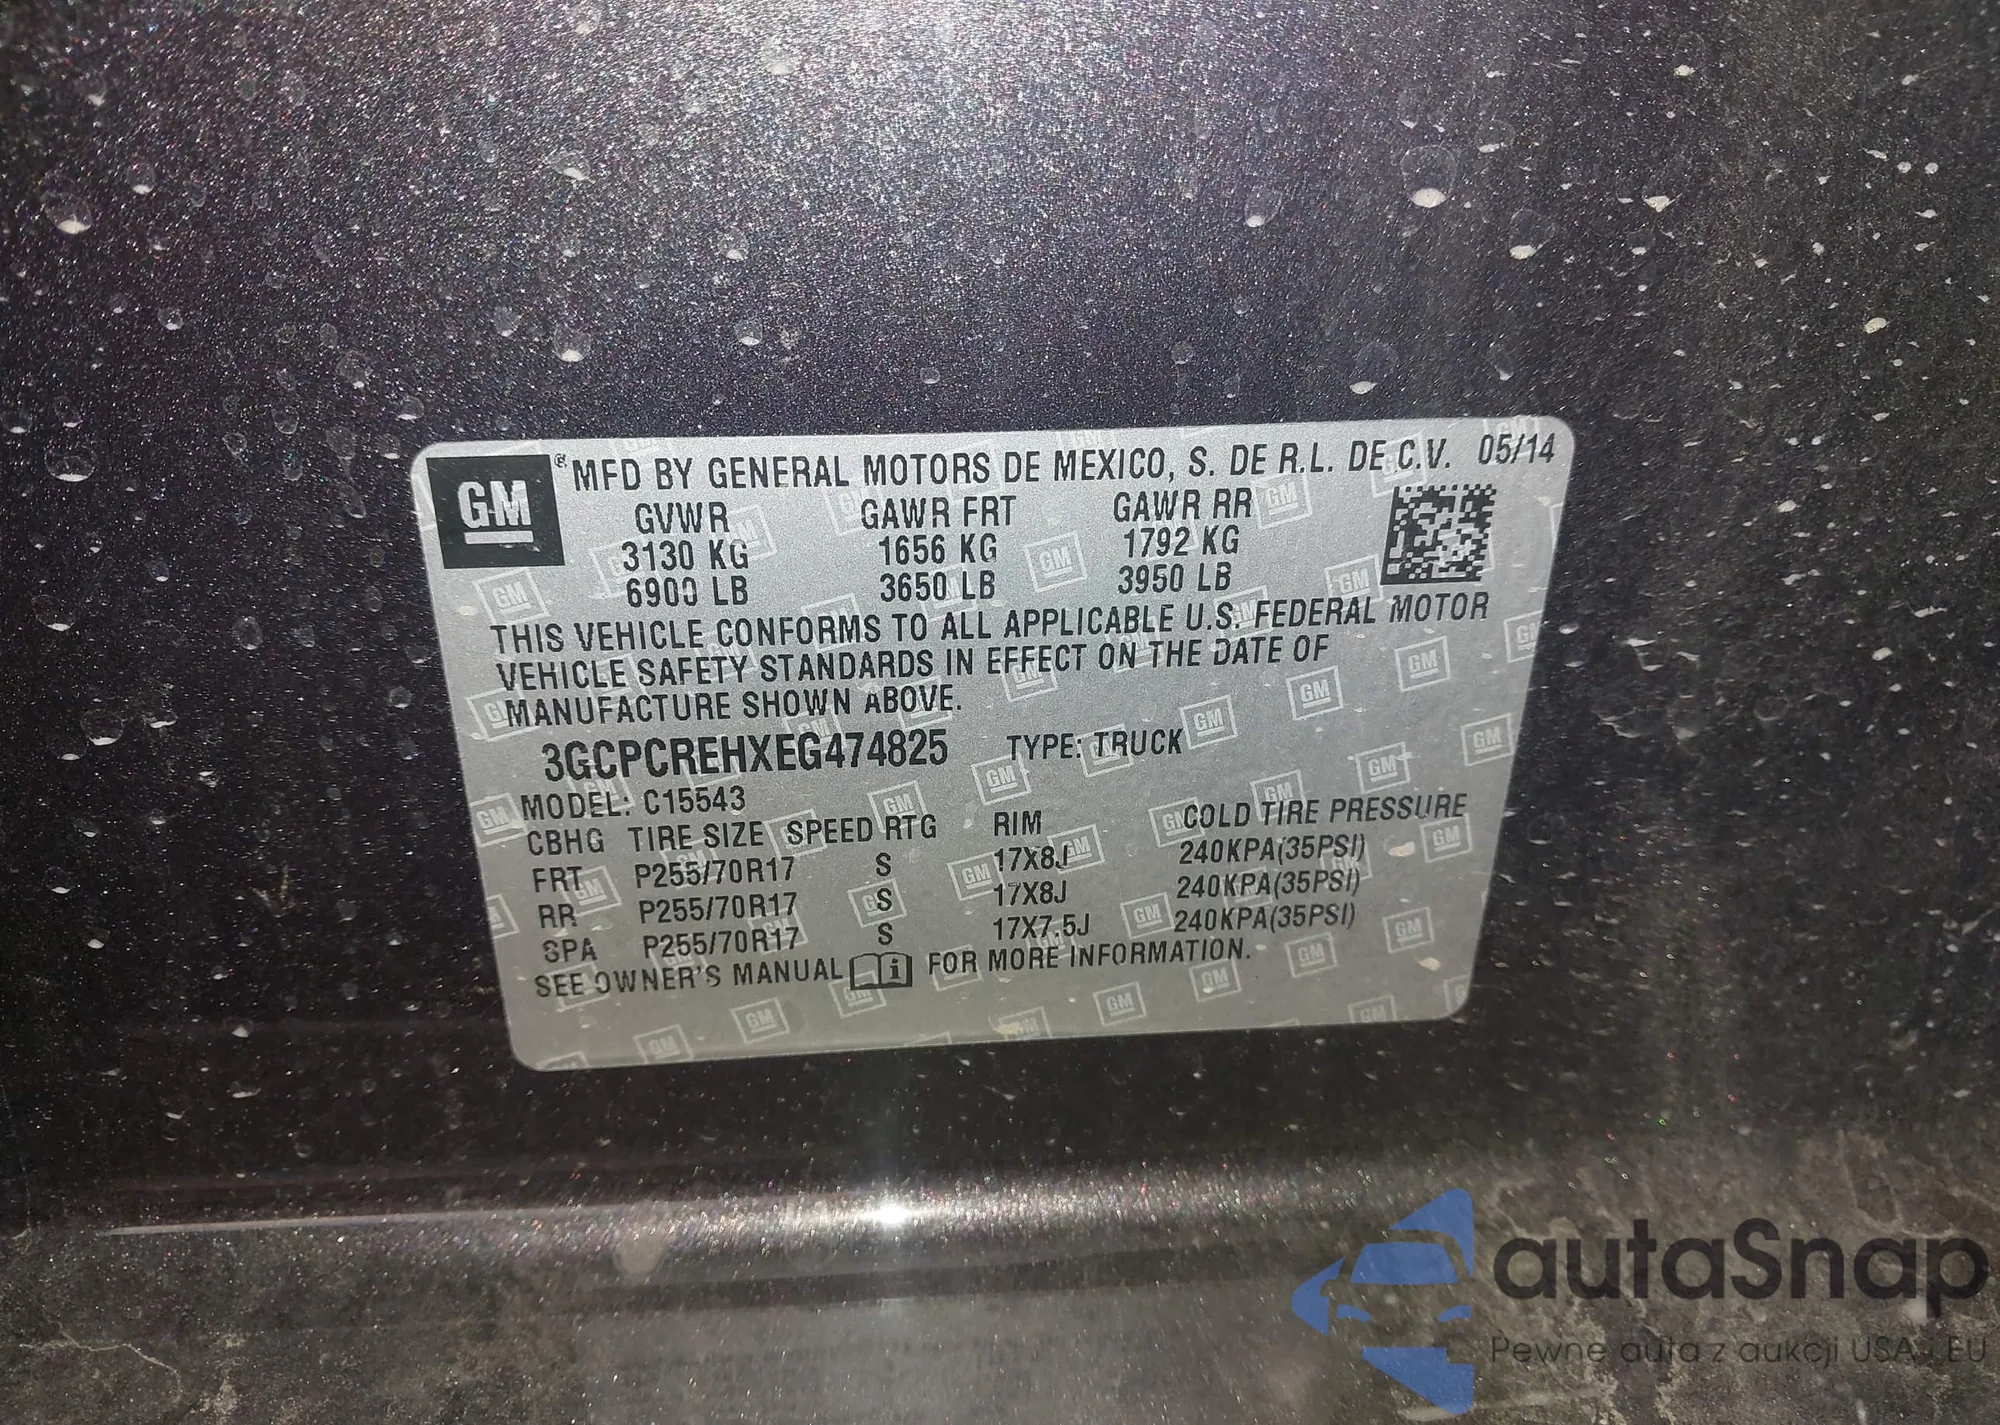 GM ® MFD BY GENERAL MOTORS DE MEXICO, S. DE R.L. DE C.V. 05/14
GVWR GAWR FRT GAWR RR
3130 KG 1656 KG 1792 KG
6900 LB 3650 LB 3950 LB
THIS VEHICLE CONFORMS TO ALL APPLICABLE U.S. FEDERAL MOTOR
VEHICLE SAFETY STANDARDS IN EFFECT ON THE DATE OF
MANUFACTURE SHOWN ABOVE.
3GCPCREHXEG474825 TYPE: TRUCK
MODEL: C15543
CBHG TIRE SIZE SPEED RTG RIM COLD TIRE PRESSURE
FRT P255/70R17 S 17X8J 240KPA(35PSI)
RR P255/70R17 S 17X8J 240KPA(35PSI)
SPA P255/70R17 S 17X7.5J 240KPA(35PSI)
SEE OWNER'S MANUAL i FOR MORE INFORMATION.
autaSnap
Pewne auta z aukcji USA i EU